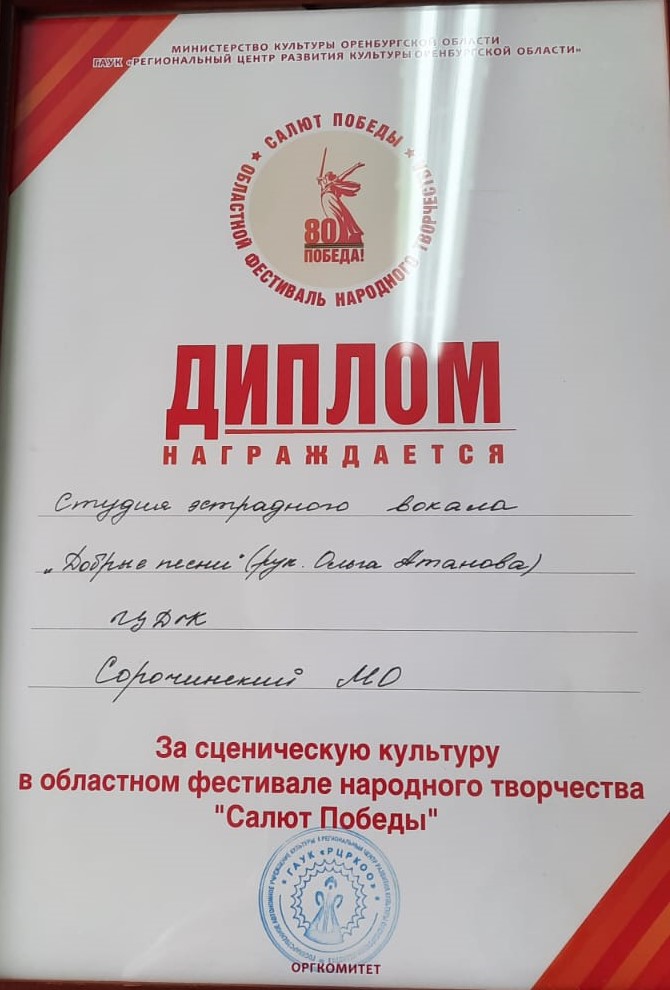 МИНИСТЕРСТВО КУЛЬТУРЫ ОРЕНБУРГСКОЙ ОБЛАСТИ
ГАУК «РЕГИОНАЛЬНЫЙ ЦЕНТР РАЗВИТИЯ КУЛЬТУРЫ ОРЕНБУРГСКОЙ ОБЛАСТИ»
★ САЛЮТ ПОБЕДЫ ★
ОБЛАСТНОЙ ФЕСТИВАЛЬ НАРОДНОГО ТВОРЧЕСТВА
80
ПОБЕДА!
ДИПЛОМ
НАГРАЖДАЕТСЯ
Студия эстрадного вокала
„Добрые песни" (рук. Ольга Атанова)
Сорочинский МО
За сценическую культуру
в областном фестивале народного творчества
"Салют Победы"
ГАУК «РЦРКОО»
ОРГКОМИТЕТ